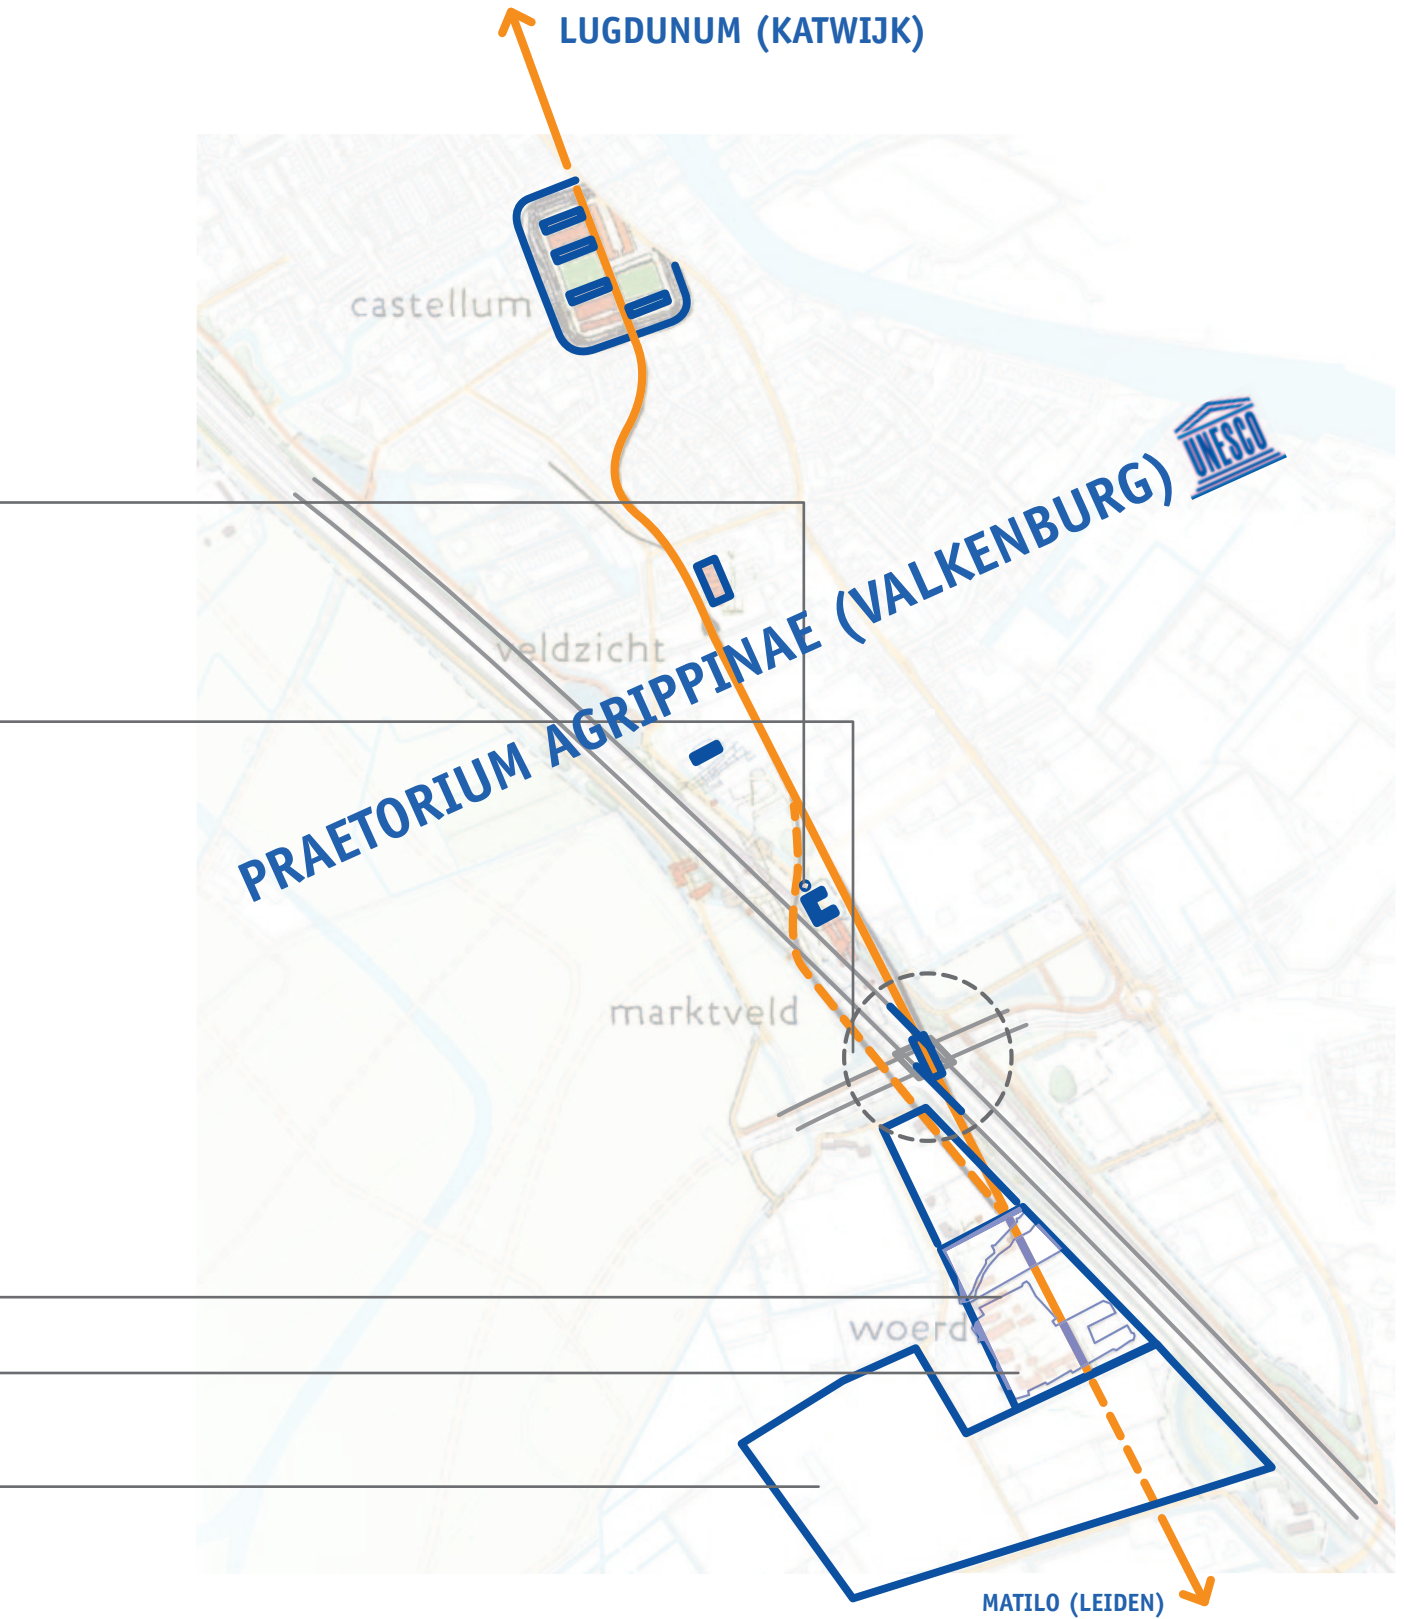 LUGDUNUM (KATWIJK)
castellum
UNESCO
PRAETORIUM AGRIPPINAE (VALKENBURG)
veldzicht
marktveld
woerd
MATILO (LEIDEN)